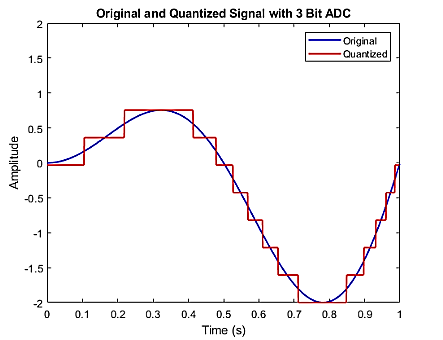 Original and Quantized Signal with 3 Bit ADC
Original
Quantized
Amplitude
2
1.5
1
0.5
0
-0.5
-1
-1.5
-2
0 0.1 0.2 0.3 0.4 0.5 0.6 0.7 0.8 0.9 1
Time (s)